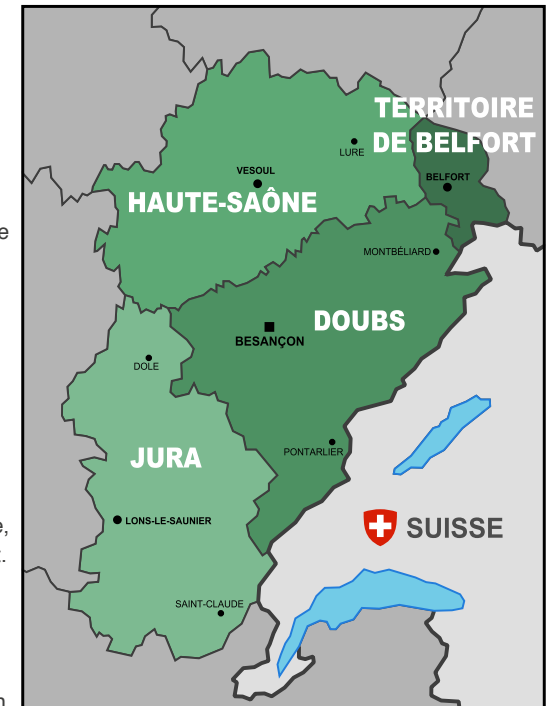 TERRITOIRE
DE BELFORT
LURE
VESOUL
BELFORT
HAUTE-SAÔNE
e
MONTBÉLIARD
DOUBS
BESANÇON
DOLE
PONTARLIER
JURA
LONS-LE-SAUNIER
SUISSE
e,
SAINT-CLAUDE